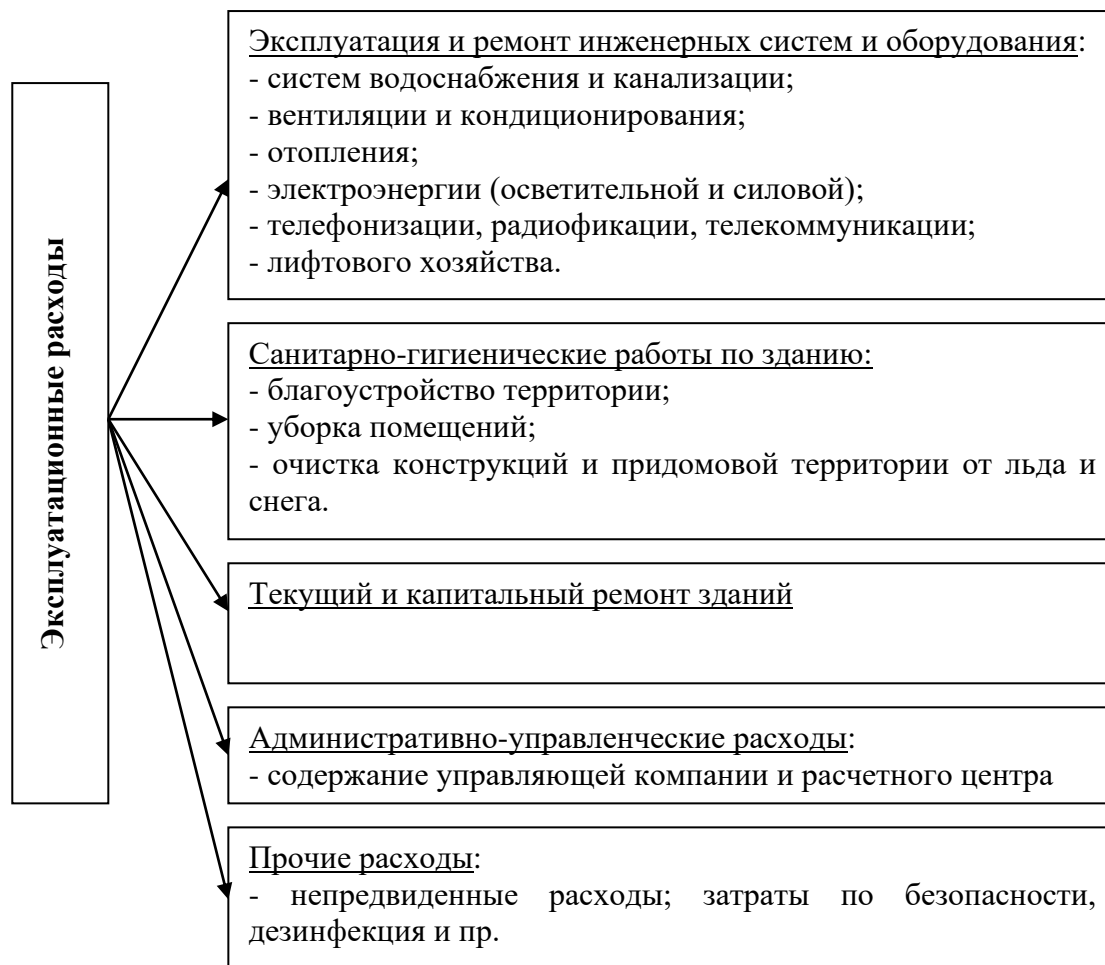 Эксплуатационные расходы
Эксплуатация и ремонт инженерных систем и оборудования:
- систем водоснабжения и канализации;
- вентиляции и кондиционирования;
- отопления;
- электроэнергии (осветительной и силовой);
- телефонизации, радиофикации, телекоммуникации;
- лифтового хозяйства.
Санитарно-гигиенические работы по зданию:
- благоустройство территории;
- уборка помещений;
- очистка конструкций и придомовой территории от льда и
снега.
Текущий и капитальный ремонт зданий
Административно-управленческие расходы:
- содержание управляющей компании и расчетного центра
Прочие расходы:
- непредвиденные расходы; затраты по безопасности,
дезинфекция и пр.